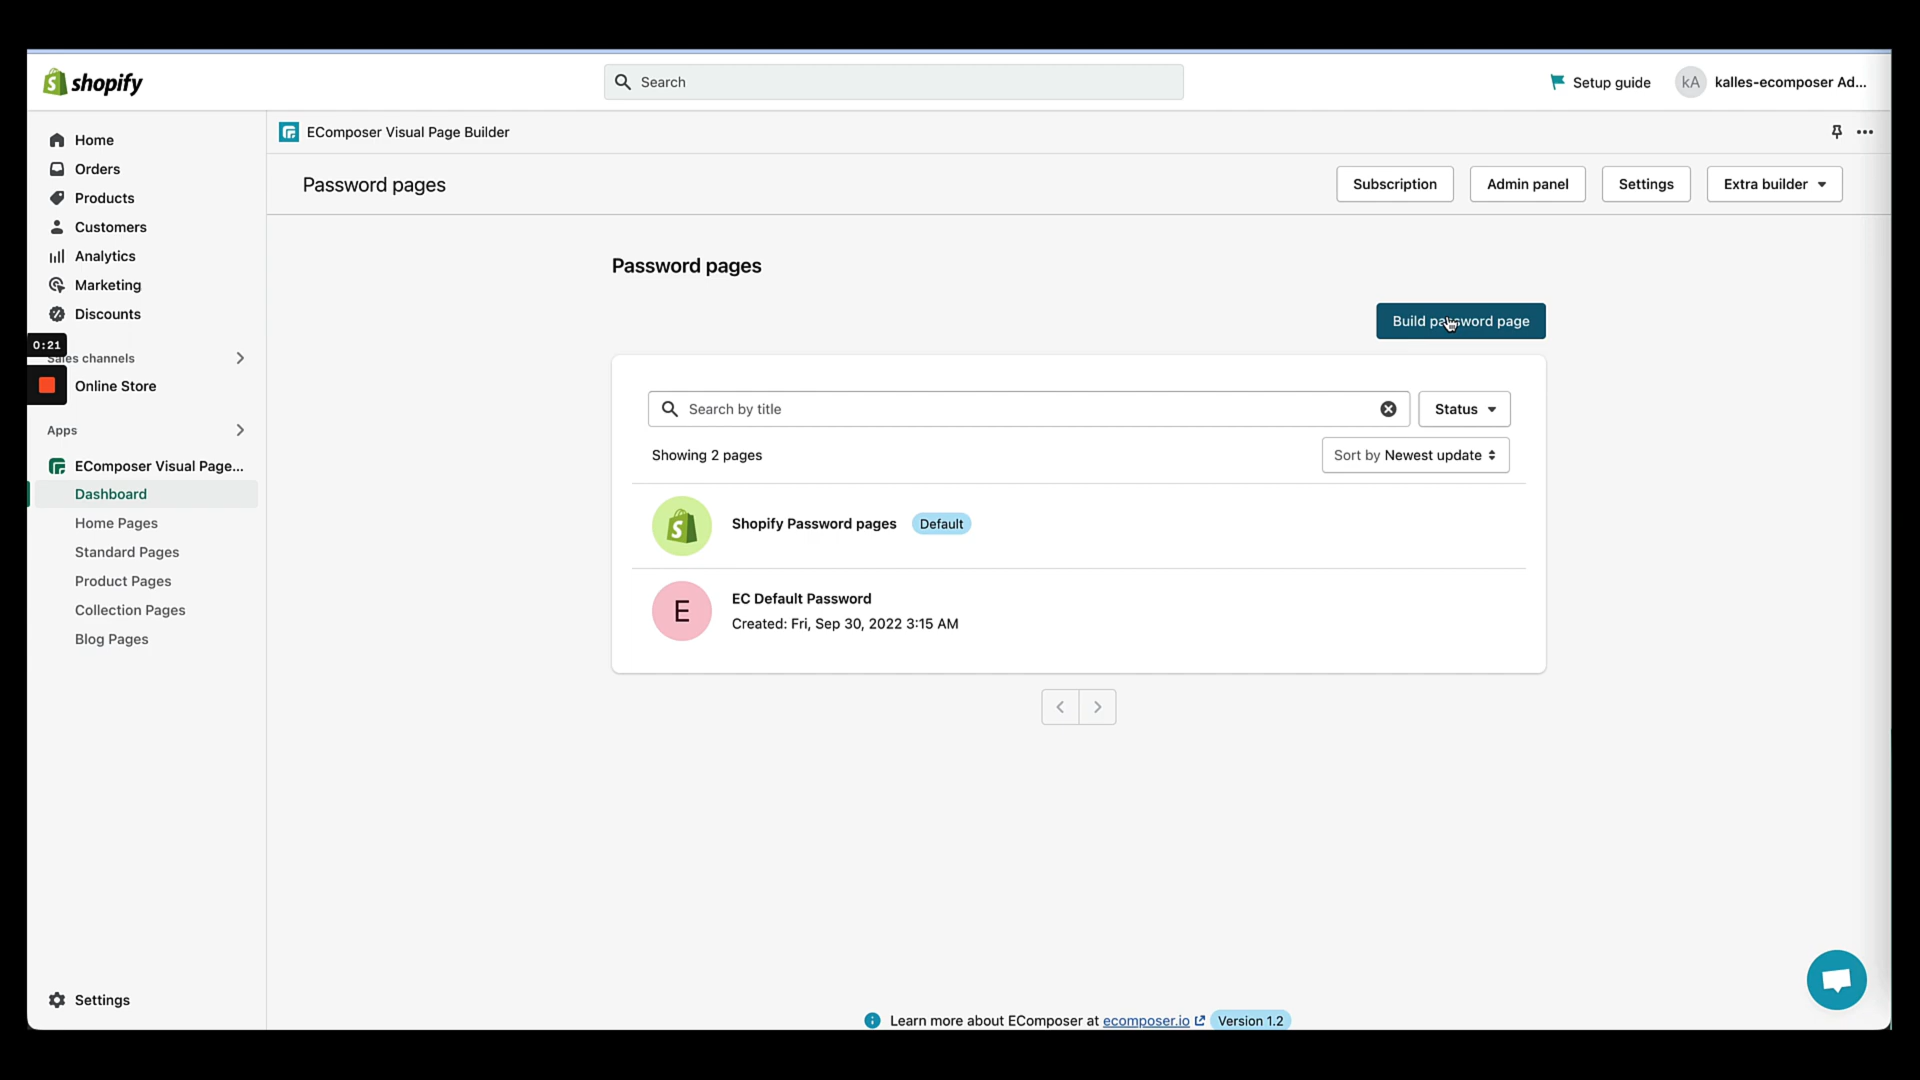 shopify
Search
Setup guide
kA
kalles-ecomposer Ad...
Home
Orders
Products
Customers
Analytics
Marketing
Discounts
0:21
Sales channels
Online Store
Apps
EComposer Visual Page...
Dashboard
Home Pages
Standard Pages
Product Pages
Collection Pages
Blog Pages
Settings
EComposer Visual Page Builder
Password pages
Subscription
Admin panel
Settings
Extra builder
Password pages
Build password page
Search by title
Status
Showing 2 pages
Sort by Newest update
Shopify Password pages
Default
E
EC Default Password
Created: Fri, Sep 30, 2022 3:15 AM
Learn more about EComposer at ecomposer.io
Version 1.2